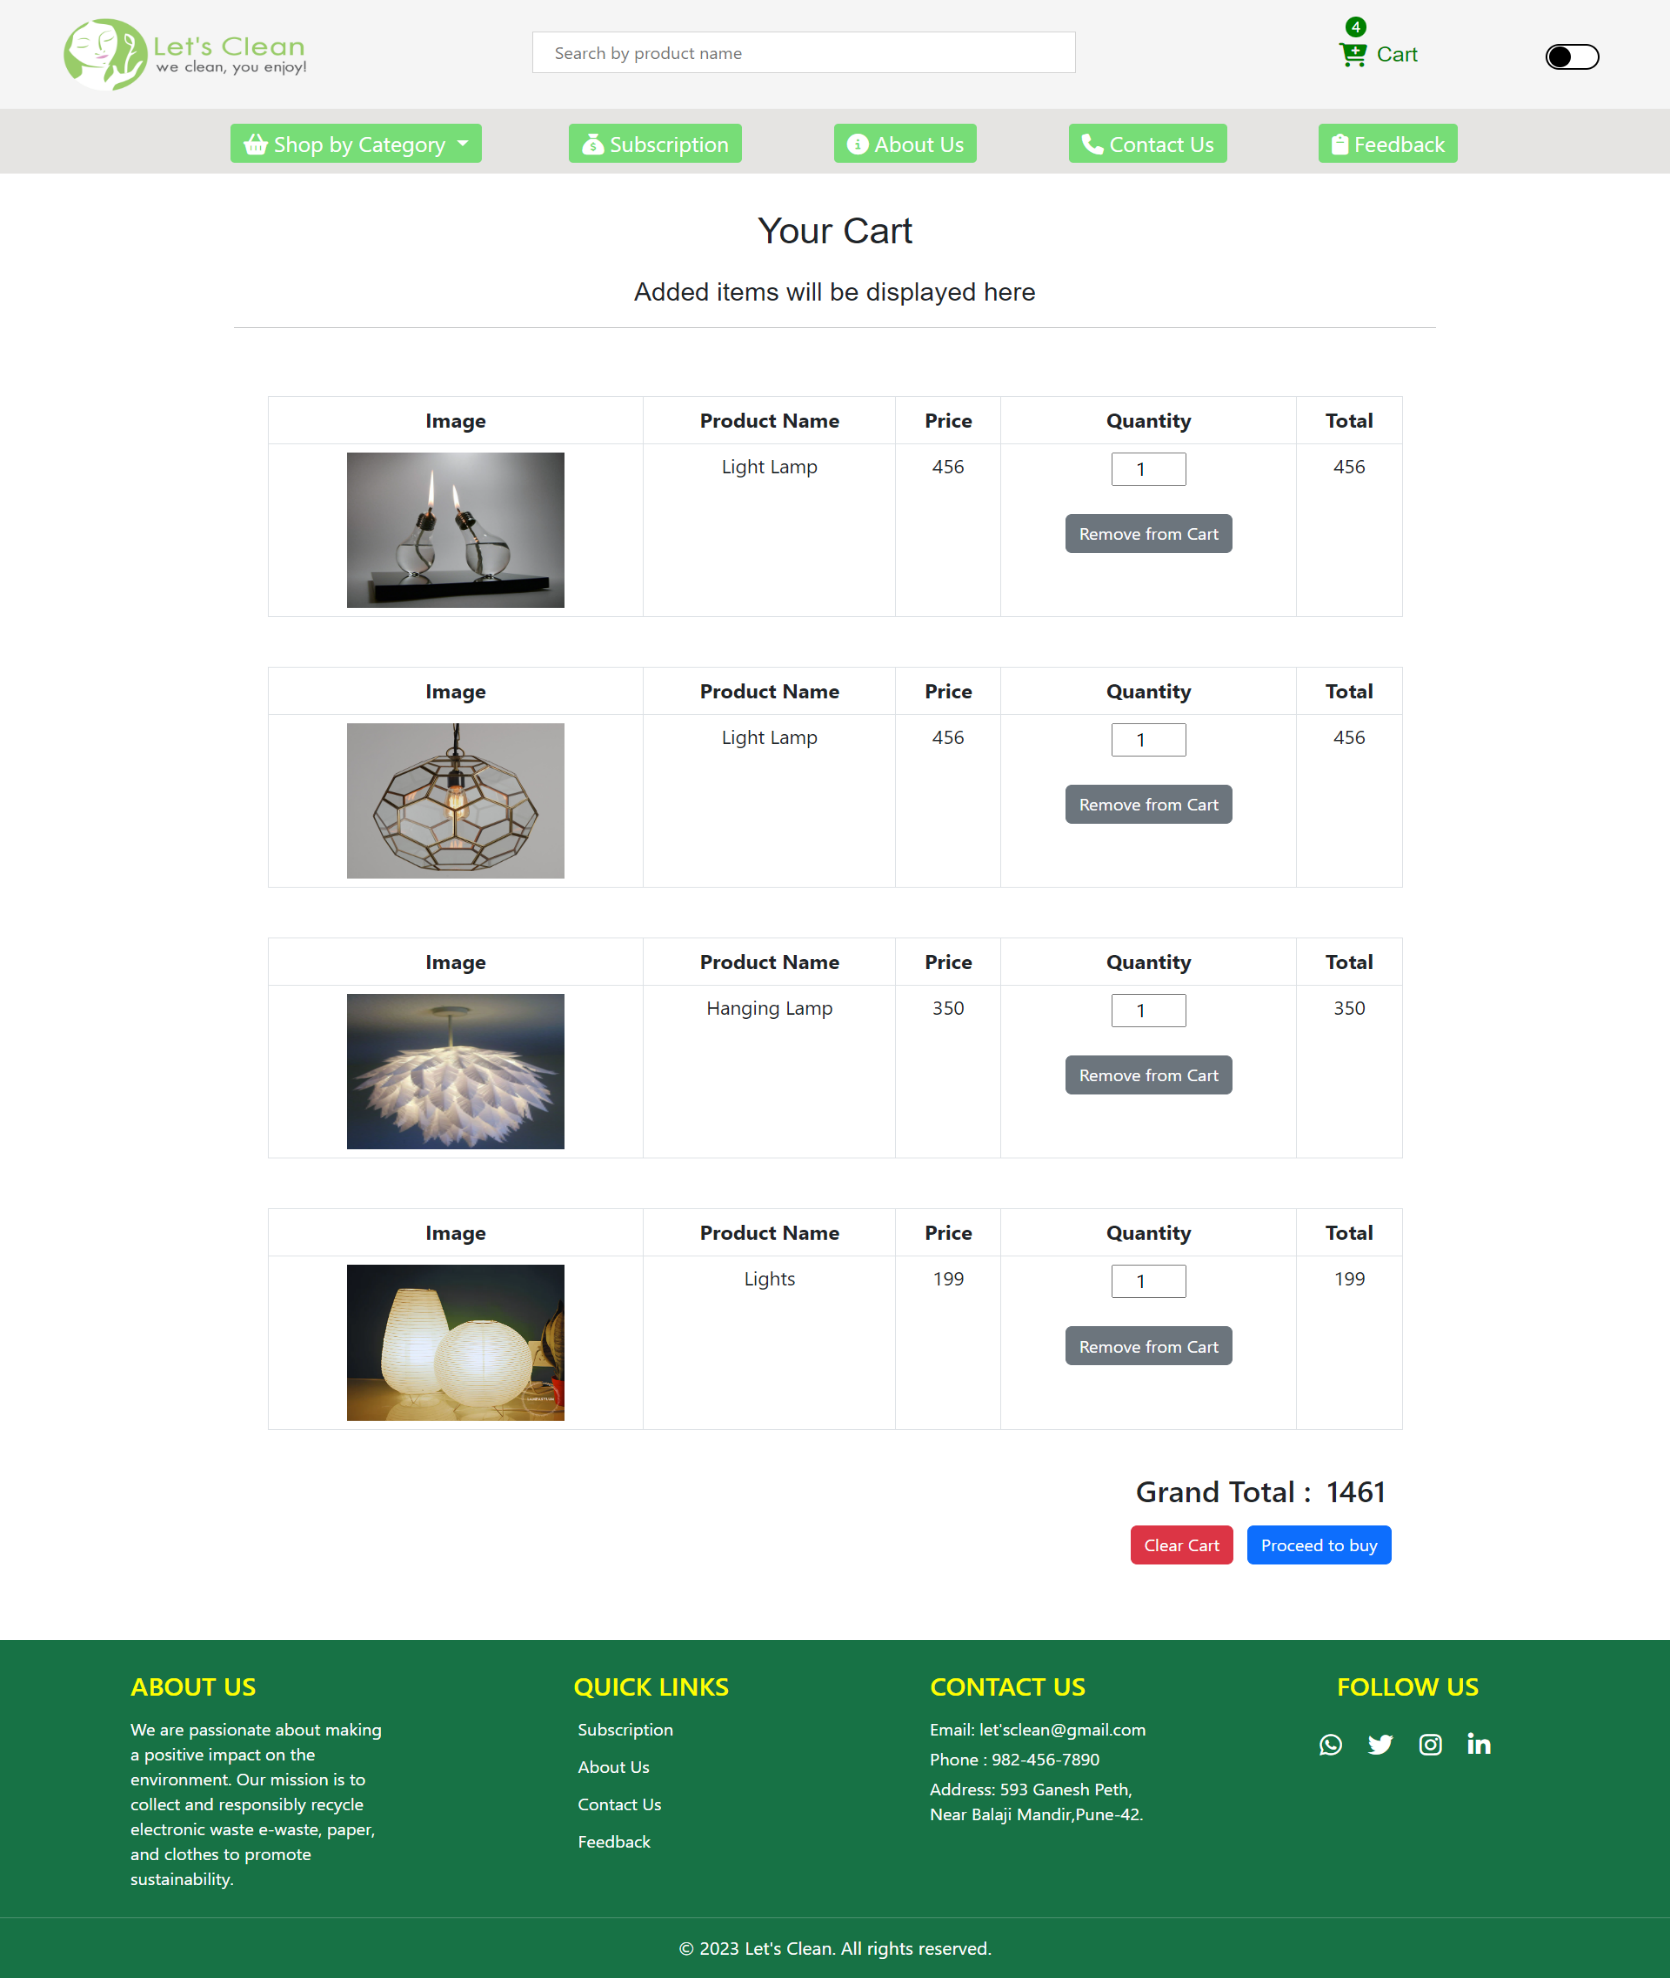 Let's Clean
we clean, you enjoy!
Search by product name
4
Cart
Shop by Category
Subscription
About Us
Contact Us
Feedback
Your Cart
Added items will be displayed here
Image Product Name Price Quantity Total
Light Lamp 456 1 456
Remove from Cart
Image Product Name Price Quantity Total
Light Lamp 456 1 456
Remove from Cart
Image Product Name Price Quantity Total
Hanging Lamp 350 1 350
Remove from Cart
Image Product Name Price Quantity Total
Lights 199 1 199
Remove from Cart
Grand Total : 1461
Clear Cart
Proceed to buy
ABOUT US
We are passionate about making
a positive impact on the
environment. Our mission is to
collect and responsibly recycle
electronic waste e-waste, paper,
and clothes to promote
sustainability.
QUICK LINKS
Subscription
About Us
Contact Us
Feedback
CONTACT US
Email: let'sclean@gmail.com
Phone : 982-456-7890
Address: 593 Ganesh Peth,
Near Balaji Mandir,Pune-42.
FOLLOW US
© 2023 Let's Clean. All rights reserved.